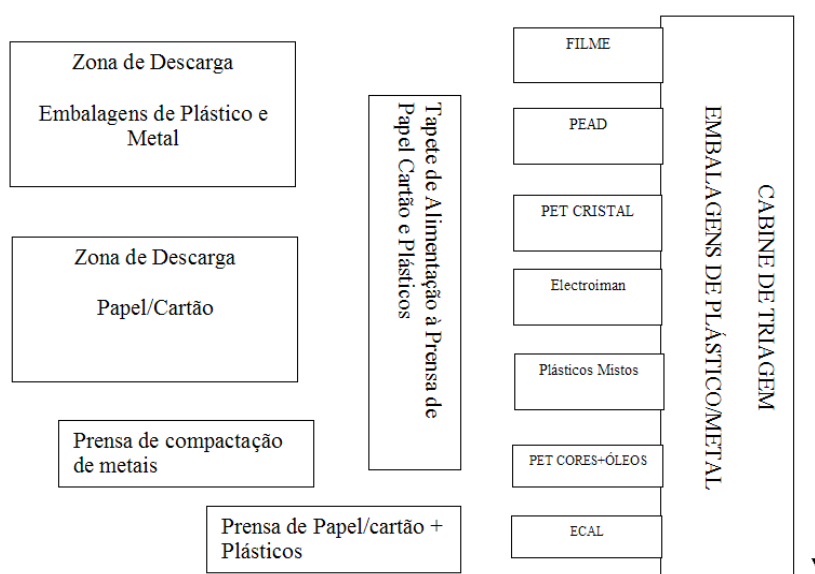 Zona de Descarga
Embalagens de Plástico e
Metal
Zona de Descarga
Papel/Cartão
Prensa de compactação
de metais
Prensa de Papel/cartão +
Plásticos
Tapete de Alimentação à Prensa de
Papel Cartão e Plásticos
FILME
PEAD
PET CRISTAL
Electroiman
Plásticos Mistos
PET CORES+ÓLEOS
ECAL
CABINE DE TRIAGEM
EMBALAGENS DE PLÁSTICO/METAL